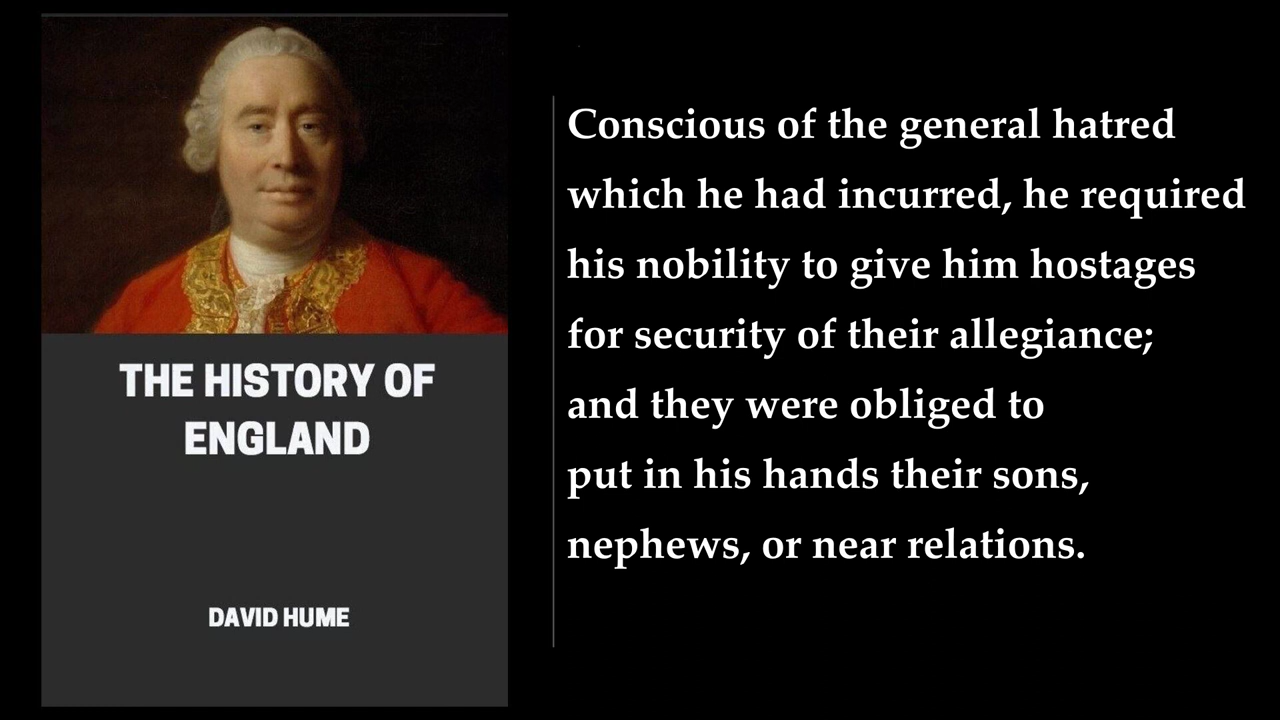 THE HISTORY OF
ENGLAND
DAVID HUME
Conscious of the general hatred
which he had incurred, he required
his nobility to give him hostages
for security of their allegiance;
and they were obliged to
put in his hands their sons,
nephews, or near relations.